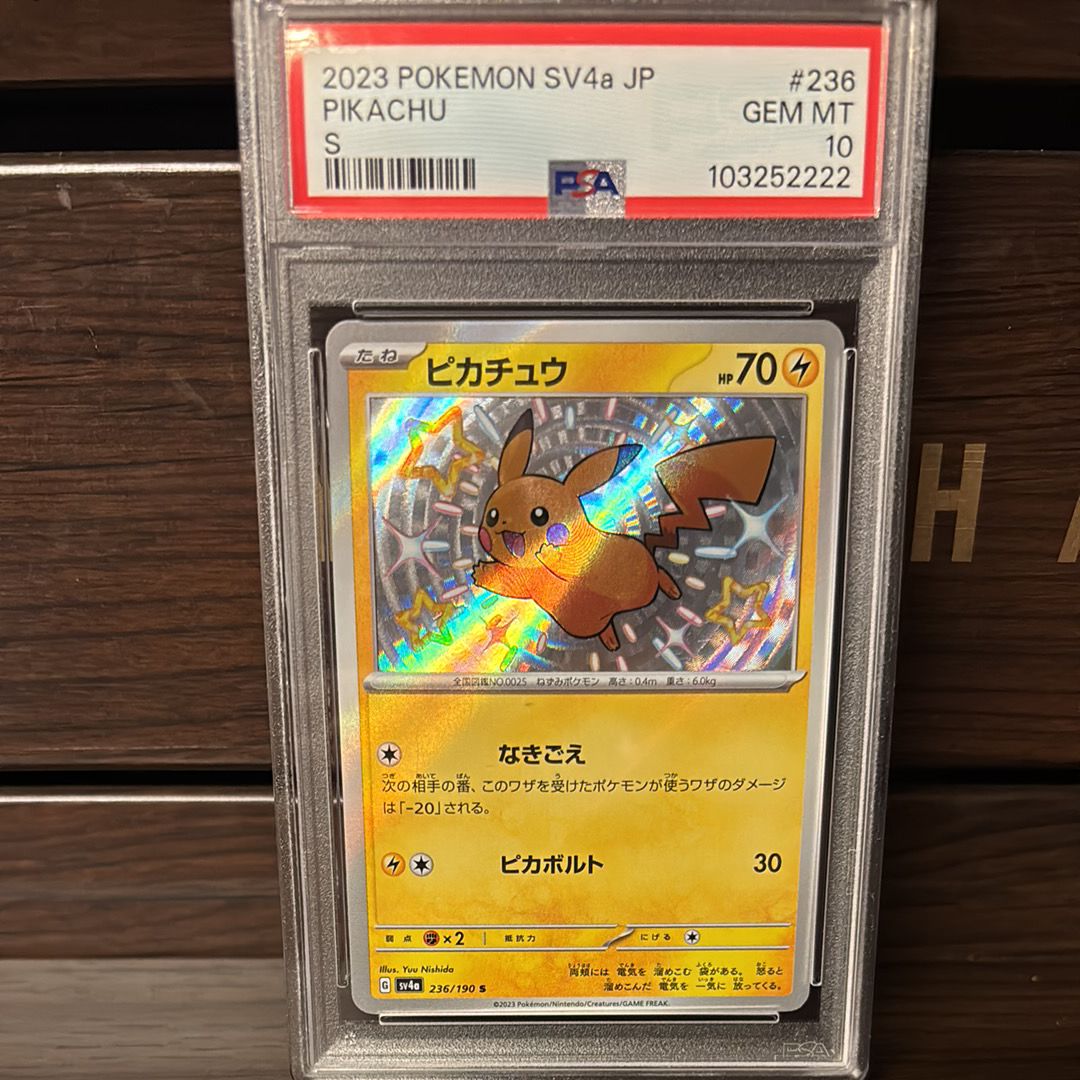 2023 POKEMON SV4a JP #236
PIKACHU GEM MT
S 10
PSA 103252222
たね ピカチュウ HP70
全国図鑑NO.0025 ねずみポケモン 高さ:0.4m 重さ:6.0kg
なきごえ
次の相手の番、このワザを受けたポケモンが使うワザのダメージ
は「-20」される。
ピカボルト 30
弱点 ×2 抵抗力 にげる
Illus. Yuu Nishida
両頬には 電気を 溜めこむ 袋がある。 怒ると
溜めこんだ 電気を 一気に 放ってくる。
G sv4a 236/190 S
©2023 Pokémon/Nintendo/Creatures/GAME FREAK.
PSA
H